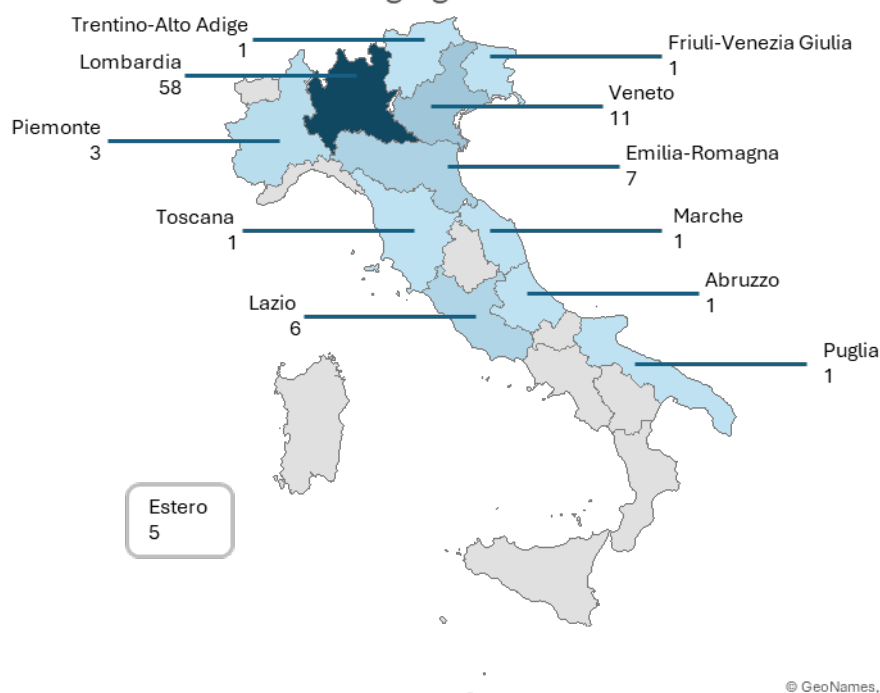 Trentino-Alto Adige
1
Friuli-Venezia Giulia
1
Lombardia
58
Veneto
11
Piemonte
3
Emilia-Romagna
7
Toscana
1
Marche
1
Abruzzo
1
Lazio
6
Puglia
1
Estero
5
© GeoNames,